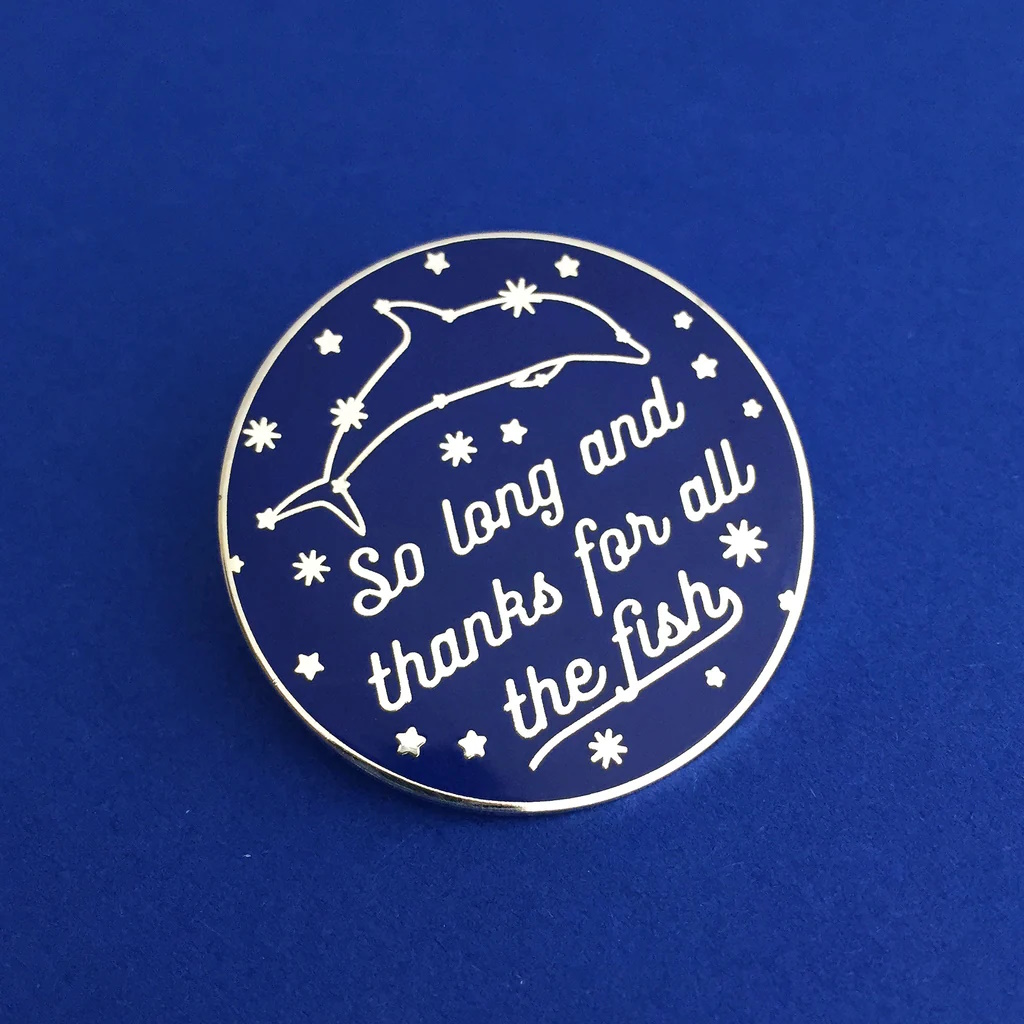 So long and
thanks for all
the fish